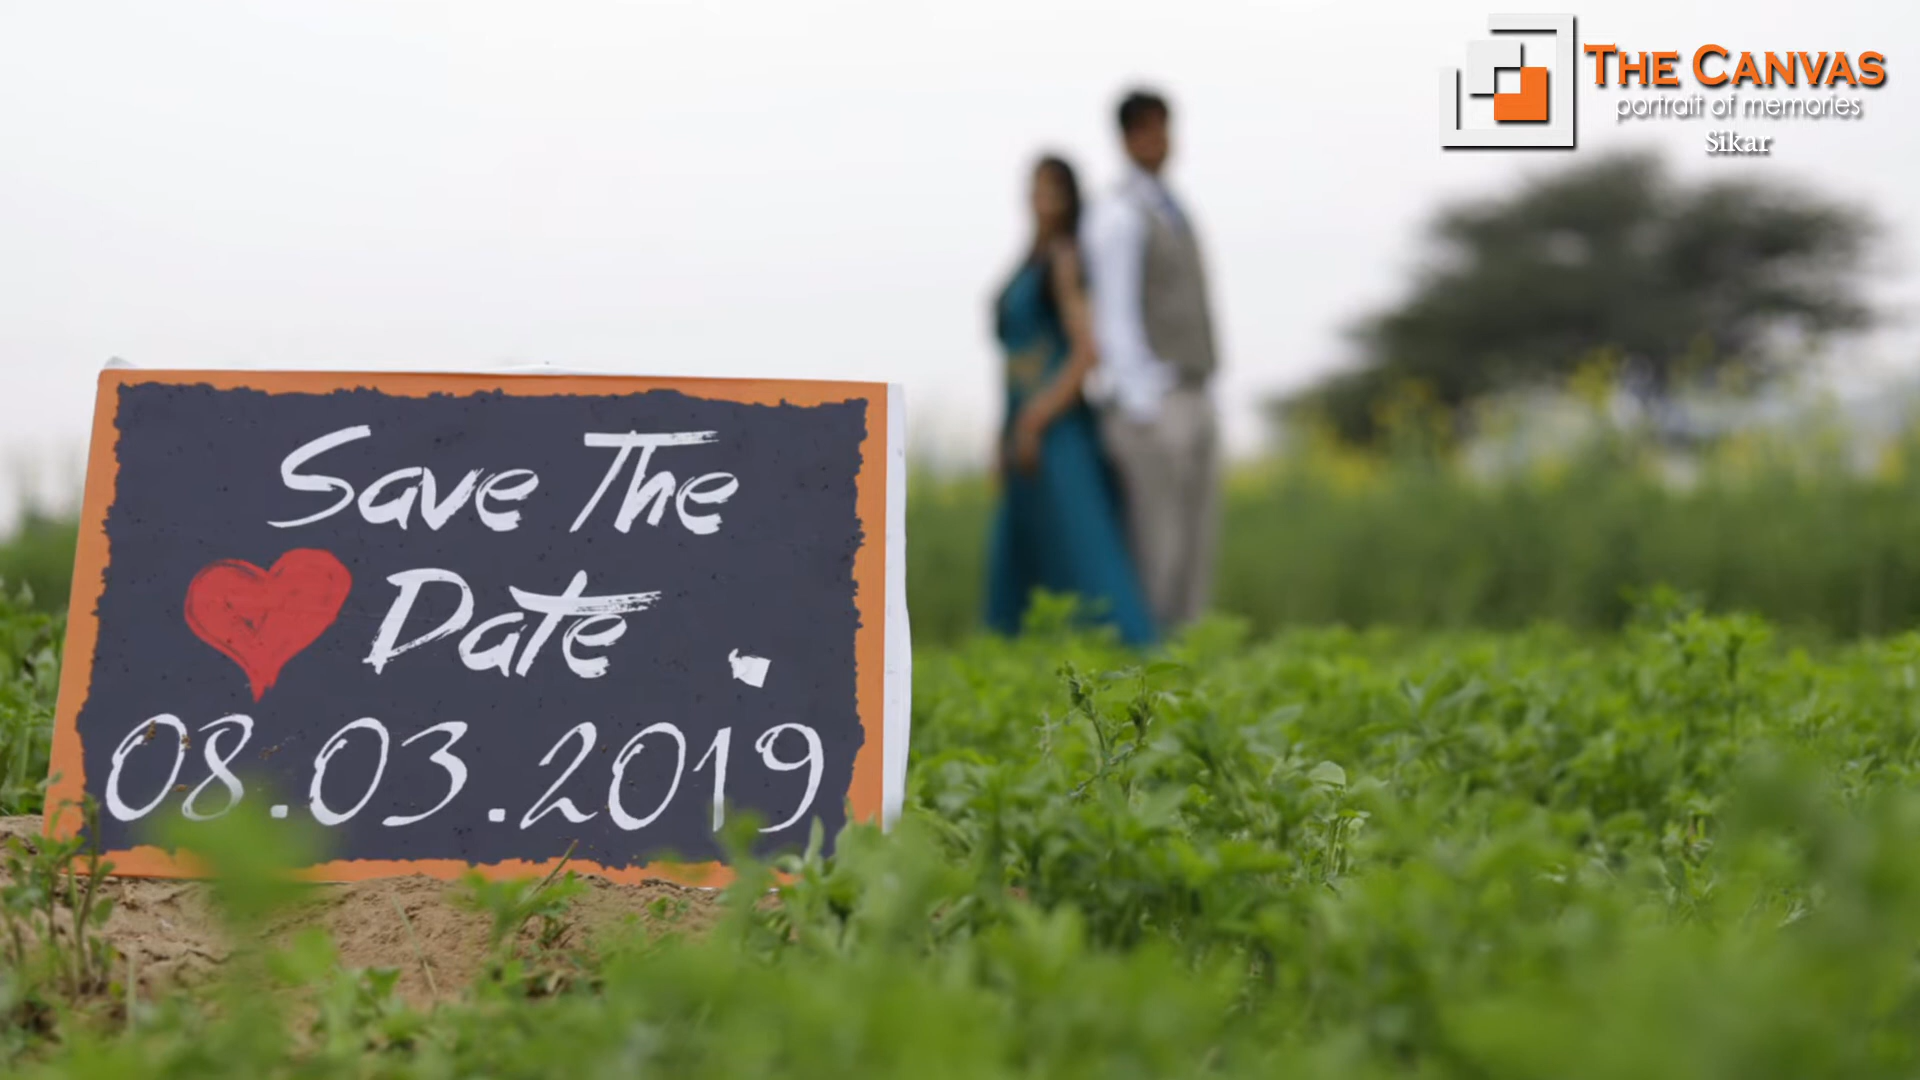 THE CANVAS
portrait of memories
Sikar
Save The
Date
08.03.2019